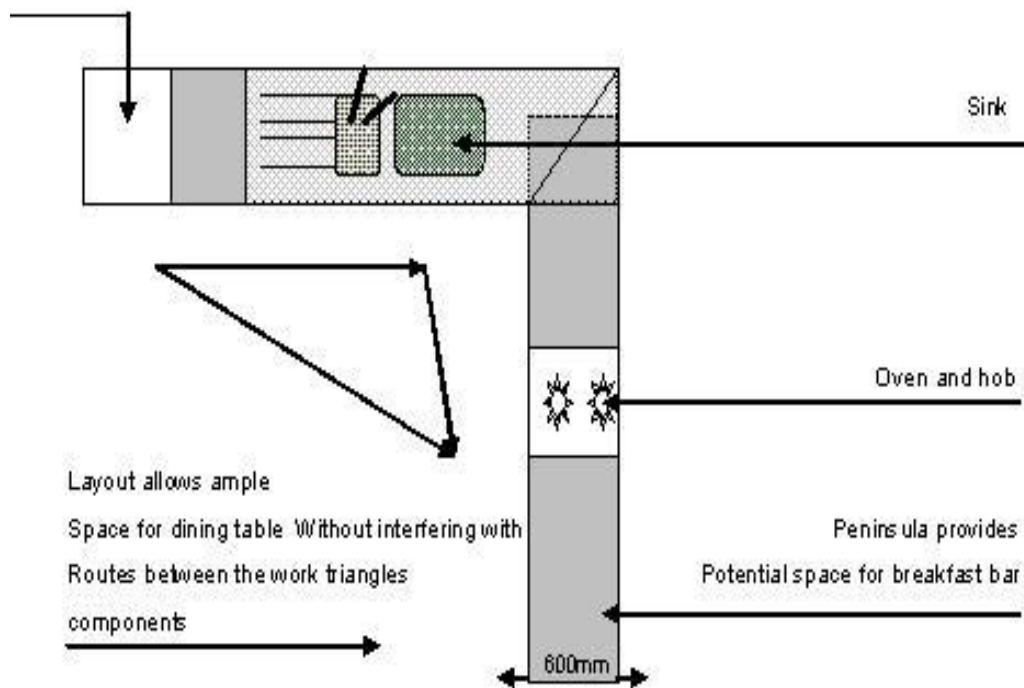 Sink
Oven and hob
Layout allows ample
Space for dining table Without interfering with
Routes between the work triangles
components
Peninsula provides
Potential space for breakfast bar
600mm